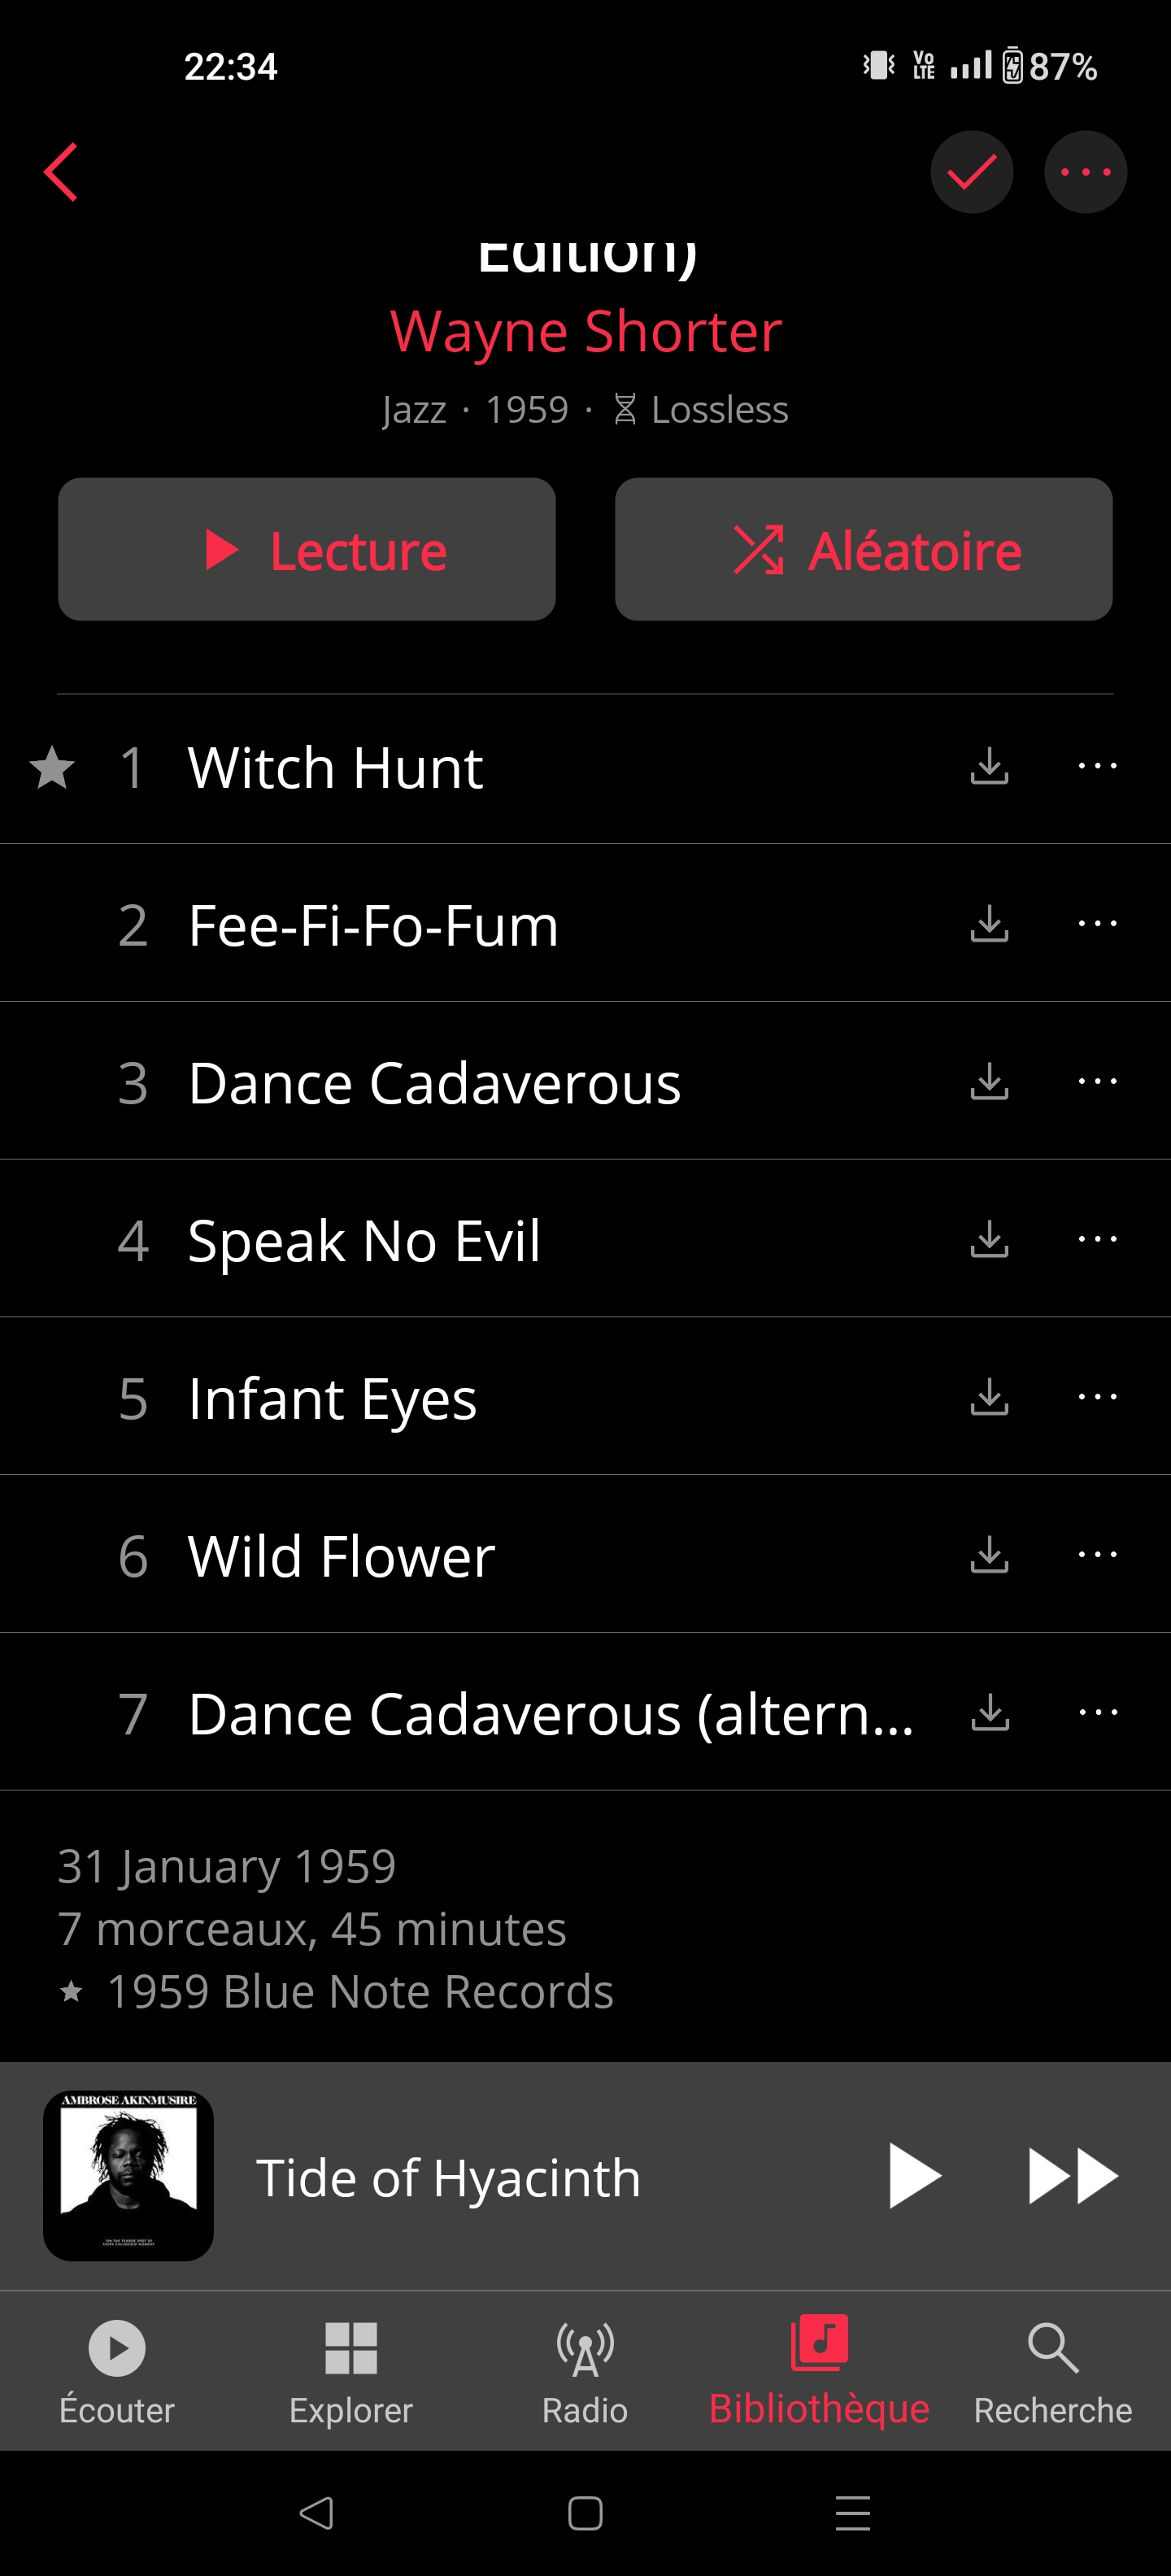 22:34
Vo LTE
87%
Edition)
Wayne Shorter
Jazz · 1959 · Lossless
Lecture
Aléatoire
1 Witch Hunt
2 Fee-Fi-Fo-Fum
3 Dance Cadaverous
4 Speak No Evil
5 Infant Eyes
6 Wild Flower
7 Dance Cadaverous (altern...
31 January 1959
7 morceaux, 45 minutes
★ 1959 Blue Note Records
AMBROSE AKINMUSIRE
Tide of Hyacinth
Écouter
Explorer
Radio
Bibliothèque
Recherche